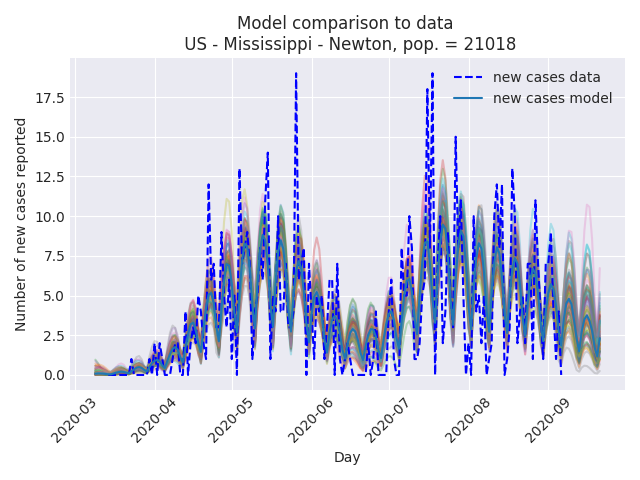 Model comparison to data
US - Mississippi - Newton, pop. = 21018
new cases data
new cases model
Number of new cases reported
17.5
15.0
12.5
10.0
7.5
5.0
2.5
0.0
2020-03
2020-04
2020-05
2020-06
2020-07
2020-08
2020-09
Day